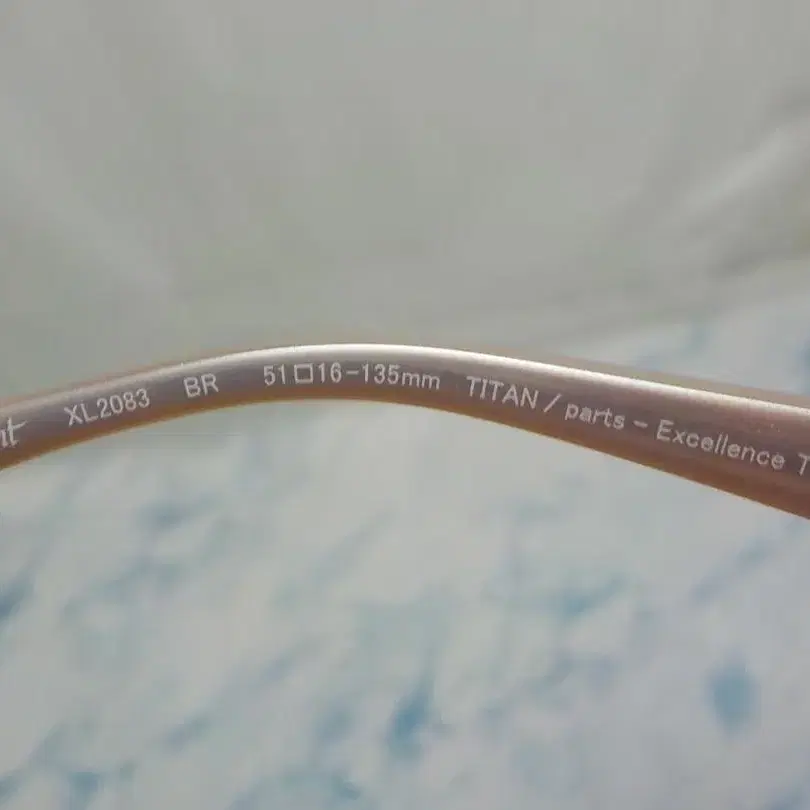 XL2083 BR 51□16-135mm TITAN / parts - Excellence T